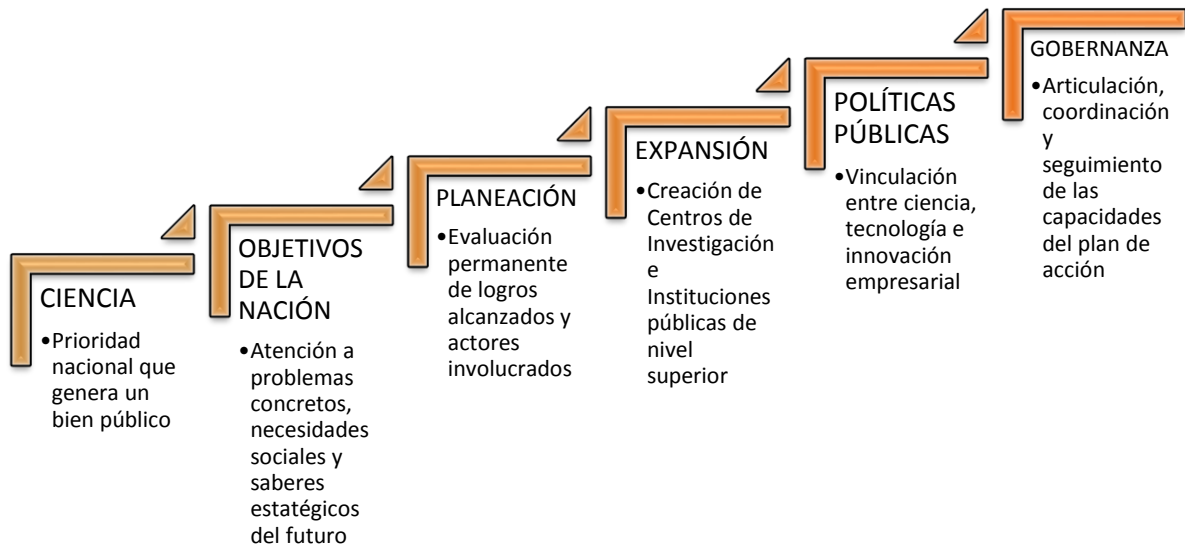 CIENCIA
•Prioridad
nacional que
genera un
bien público
OBJETIVOS
DE LA
NACIÓN
•Atención a
problemas
concretos,
necesidades
sociales y
saberes
estatégicos
del futuro
PLANEACIÓN
•Evaluación
permanente
de logros
alcanzados y
actores
involucrados
EXPANSIÓN
•Creación de
Centros de
Investigación
e
Instituciones
públicas de
nivel
superior
POLÍTICAS
PÚBLICAS
•Vinculación
entre ciencia,
tecnología e
innovación
empresarial
GOBERNANZA
•Articulación,
coordinación
y
seguimiento
de las
capacidades
del plan de
acción